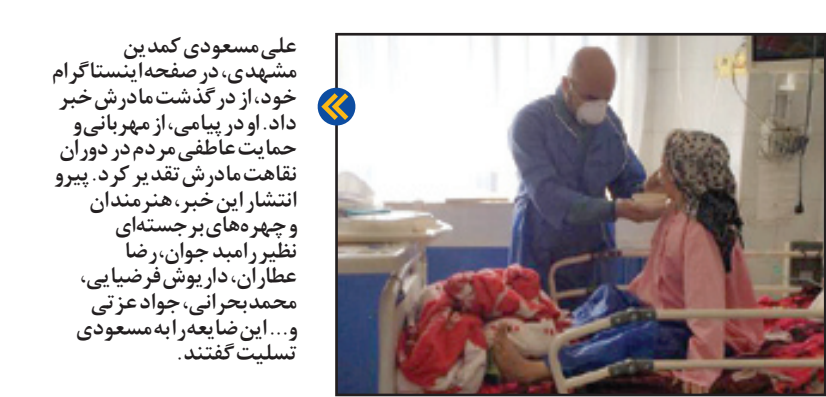 علی مسعودی کمدین
مشهدی، در صفحه اینستاگرام
خود، از درگذشت مادرش خبر
داد. او در پیامی، از مهربانی و
حمایت عاطفی مردم در دوران
نقاهت مادرش تقدیر کرد. پیرو
انتشار این خبر، هنرمندان
و چهره‌های برجسته‌ای
نظیر رامبد جوان، رضا
عطاران، داریوش فرضیایی،
محمد بحرانی، جواد عزتی
و... این ضایعه را به مسعودی
تسلیت گفتند.